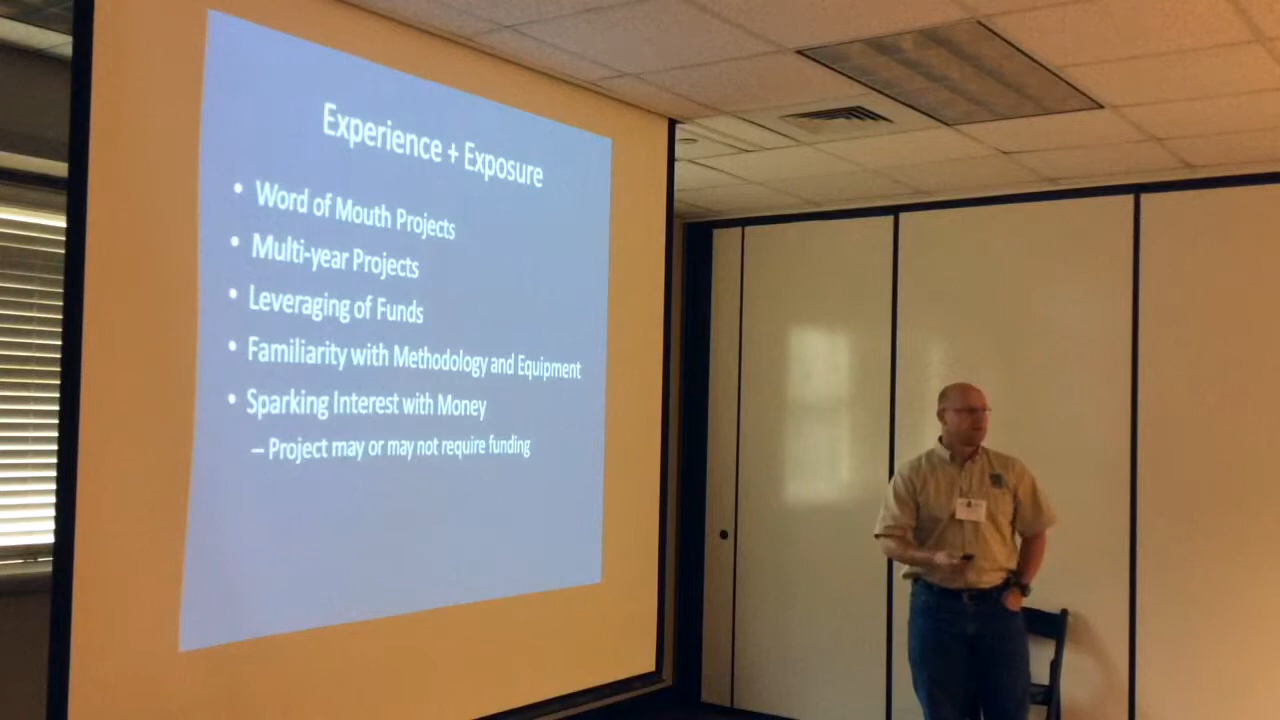 Experience + Exposure
• Word of Mouth Projects
• Multi-year Projects
• Leveraging of Funds
• Familiarity with Methodology and Equipment
• Sparking Interest with Money
– Project may or may not require funding